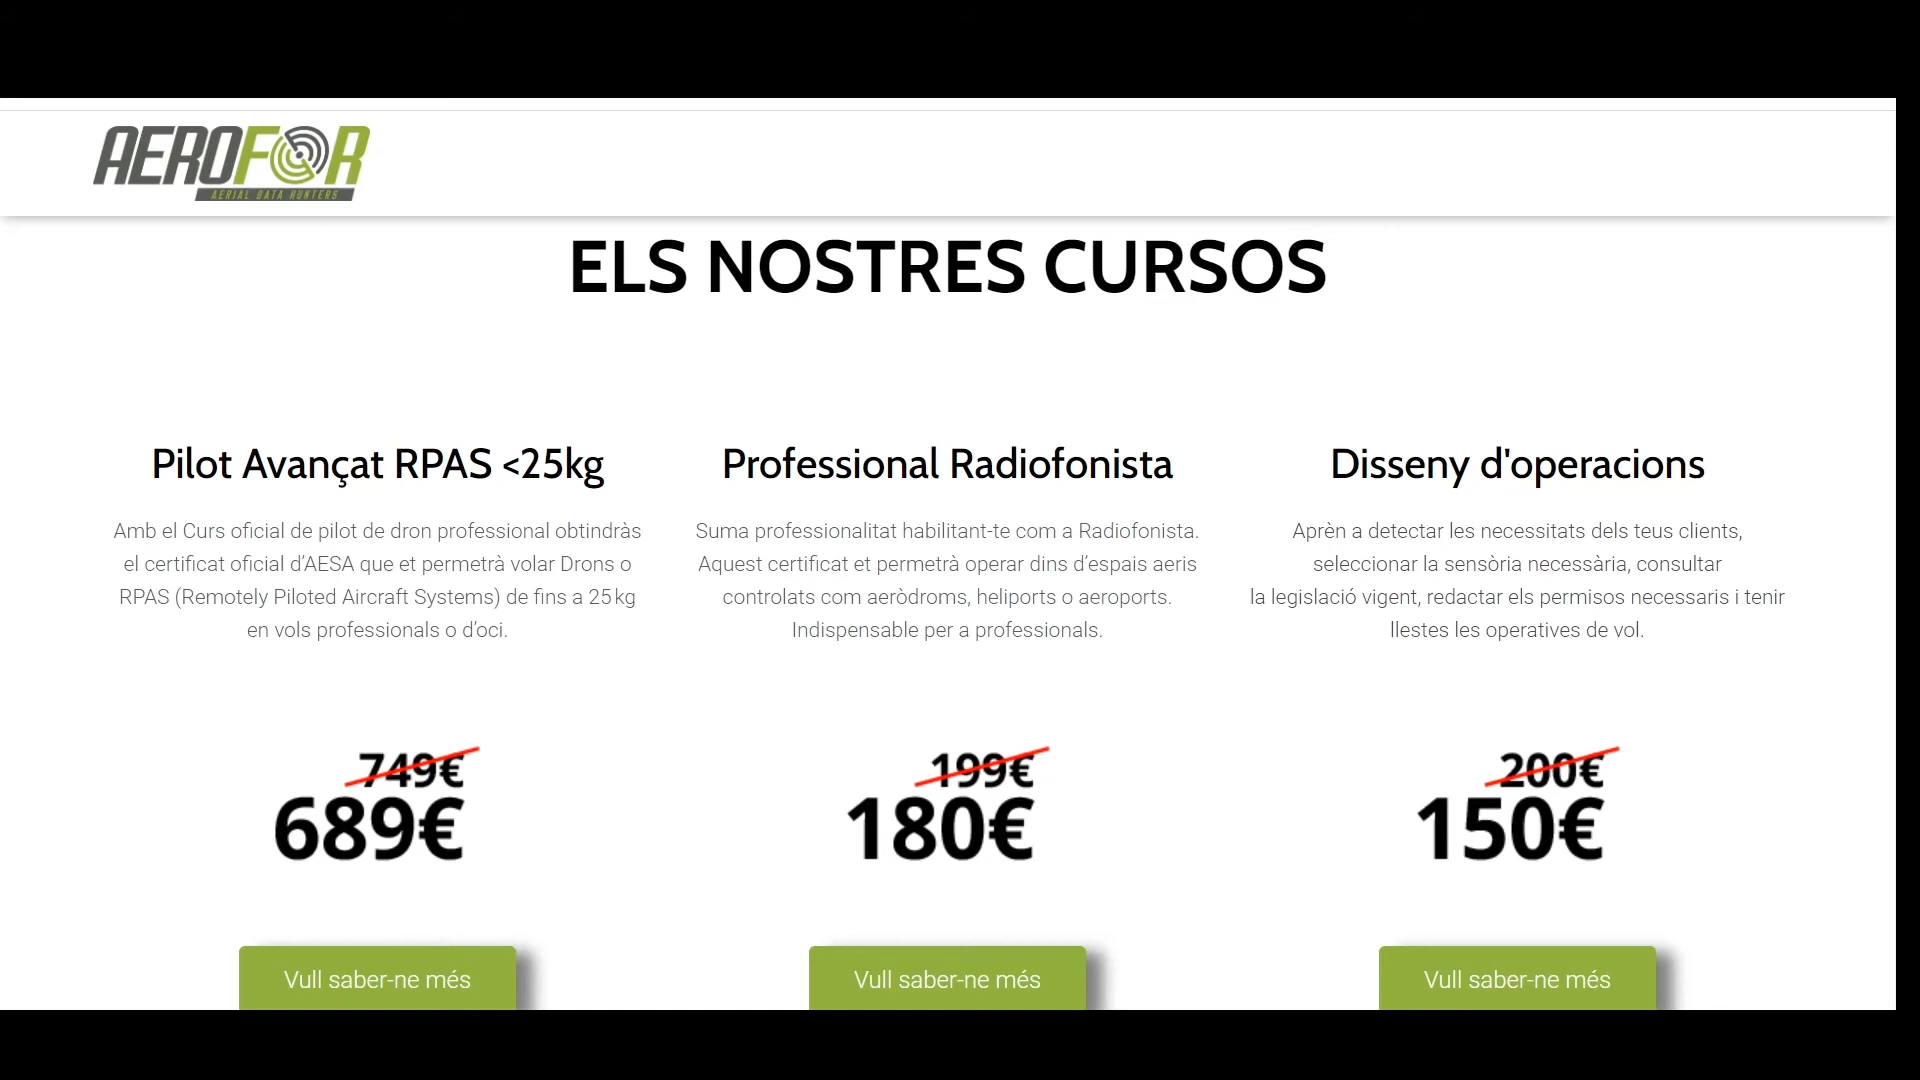 AEROFOR
AERIAL DATA HUNTERS
ELS NOSTRES CURSOS
Pilot Avançat RPAS <25kg
Amb el Curs oficial de pilot de dron professional obtindràs
el certificat oficial d’AESA que et permetrà volar Drons o
RPAS (Remotely Piloted Aircraft Systems) de fins a 25 kg
en vols professionals o d’oci.
749€
689€
Vull saber-ne més
Professional Radiofonista
Suma professionalitat habilitant-te com a Radiofonista.
Aquest certificat et permetrà operar dins d’espais aeris
controlats com aeròdroms, heliports o aeroports.
Indispensable per a professionals.
199€
180€
Vull saber-ne més
Disseny d'operacions
Aprèn a detectar les necessitats dels teus clients,
seleccionar la sensòria necessària, consultar
la legislació vigent, redactar els permisos necessaris i tenir
llestes les operatives de vol.
200€
150€
Vull saber-ne més